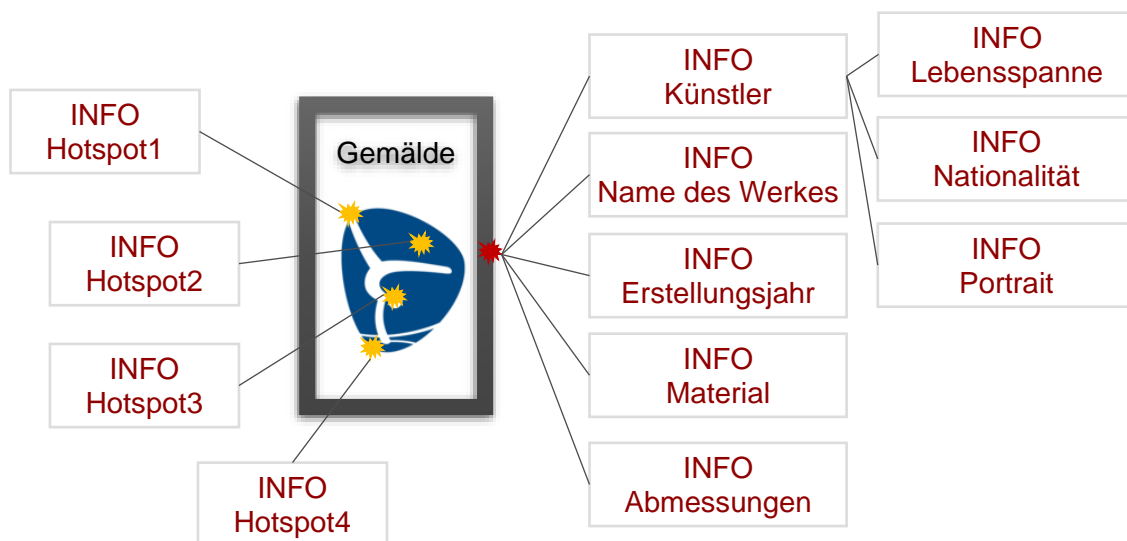 INFO
Hotspot1
INFO
Hotspot2
INFO
Hotspot3
INFO
Hotspot4
Gemälde
INFO
Künstler
INFO
Name des Werkes
INFO
Erstellungsjahr
INFO
Material
INFO
Abmessungen
INFO
Lebensspanne
INFO
Nationalität
INFO
Portrait